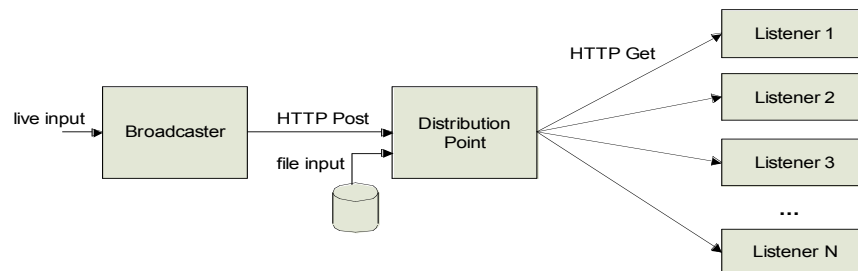 live input
Broadcaster
HTTP Post
file input
Distribution
Point
HTTP Get
Listener 1
Listener 2
Listener 3
...
Listener N